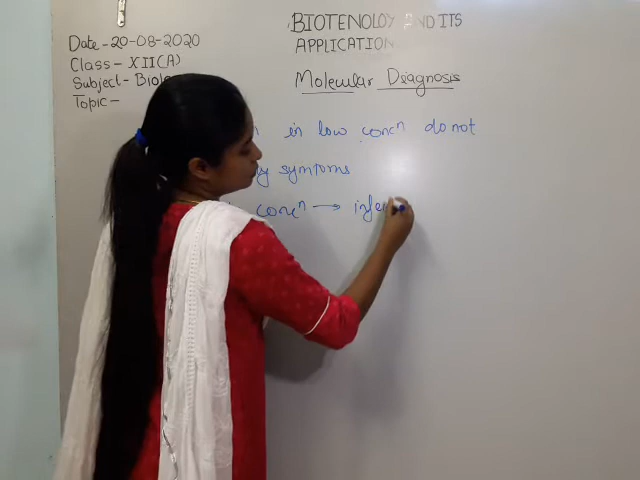 BIOTENOLOY AND ITS
APPLICATION
Date-20-08-2020
Class-XII(A)
Subject-Biolo
Topic-
Molecular Diagnosis
in low concⁿ do not
symtoms
concⁿ → infe